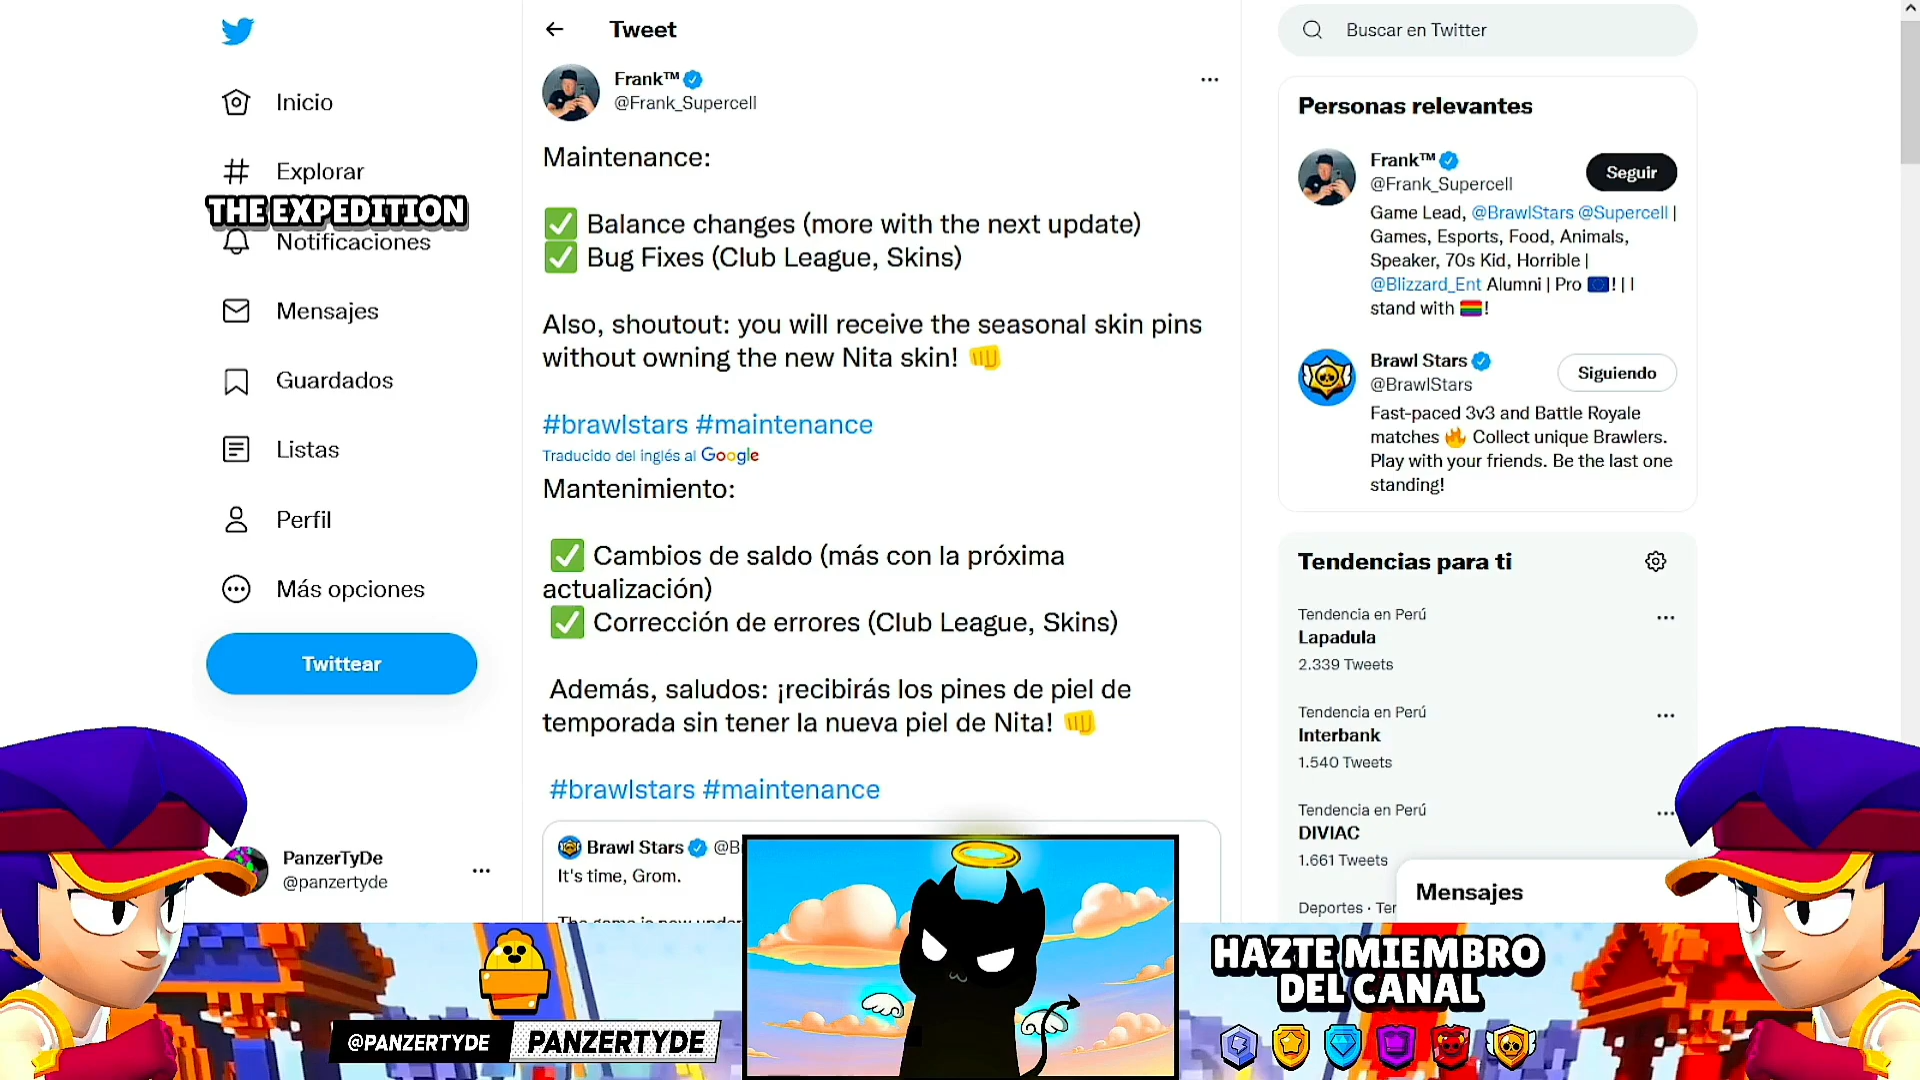 Inicio
Explorar
THE EXPEDITION
Notificaciones
Mensajes
Guardados
Listas
Perfil
Más opciones
Twittear
PanzerTyDe
@panzertyde
Tweet
Frank™
@Frank_Supercell
Maintenance:
✅ Balance changes (more with the next update)
✅ Bug Fixes (Club League, Skins)
Also, shoutout: you will receive the seasonal skin pins
without owning the new Nita skin! 👊
#brawlstars #maintenance
Traducido del inglés al Google
Mantenimiento:
✅ Cambios de saldo (más con la próxima
actualización)
✅ Corrección de errores (Club League, Skins)
Además, saludos: ¡recibirás los pines de piel de
temporada sin tener la nueva piel de Nita! 👊
#brawlstars #maintenance
Brawl Stars @B
It's time, Grom.
Buscar en Twitter
Personas relevantes
Frank™
@Frank_Supercell
Seguir
Game Lead, @BrawlStars @Supercell |
Games, Esports, Food, Animals,
Speaker, 70s Kid, Horrible |
@Blizzard_Ent Alumni | Pro 🇪🇺! | I
stand with 🏳️‍🌈!
Brawl Stars
@BrawlStars
Siguiendo
Fast-paced 3v3 and Battle Royale
matches 🔥 Collect unique Brawlers.
Play with your friends. Be the last one
standing!
Tendencias para ti
Tendencia en Perú
Lapadula
2.339 Tweets
Tendencia en Perú
Interbank
1.540 Tweets
Tendencia en Perú
DIVIAC
1.661 Tweets
Deportes · Ter
Mensajes
@PANZERTYDE
PANZERTYDE
HAZTE MIEMBRO
DEL CANAL